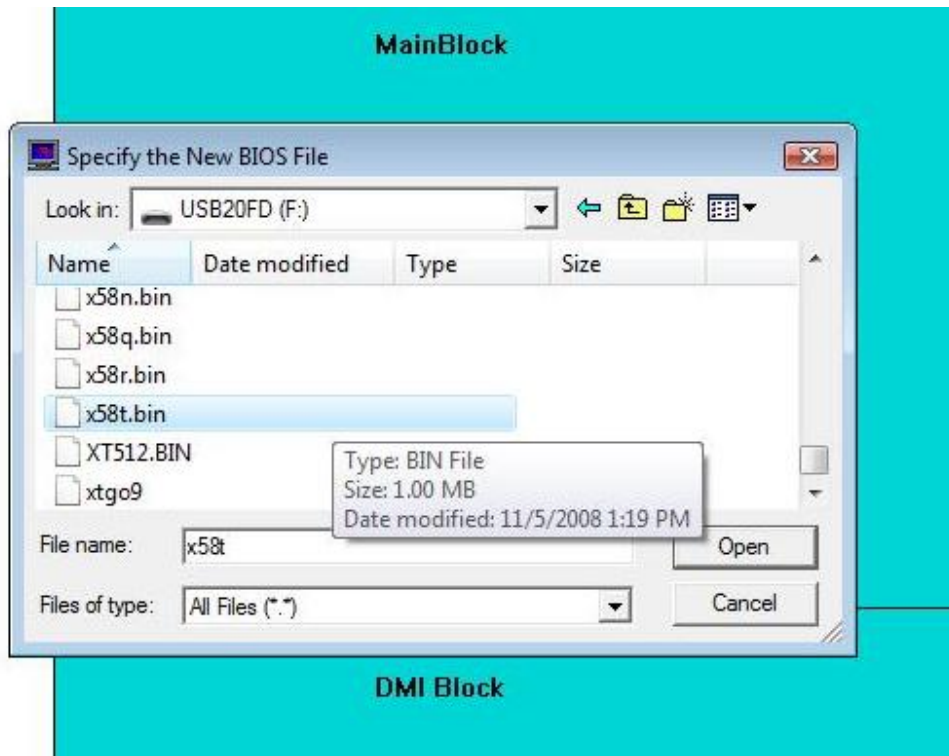 MainBlock
Specify the New BIOS File
Look in: USB20FD (F:)
Name Date modified Type Size
x58n.bin
x58q.bin
x58r.bin
x58t.bin
XT512.BIN
xtgo9
Type: BIN File
Size: 1.00 MB
Date modified: 11/5/2008 1:19 PM
File name: x58t Open
Files of type: All Files (*.*) Cancel
DMI Block